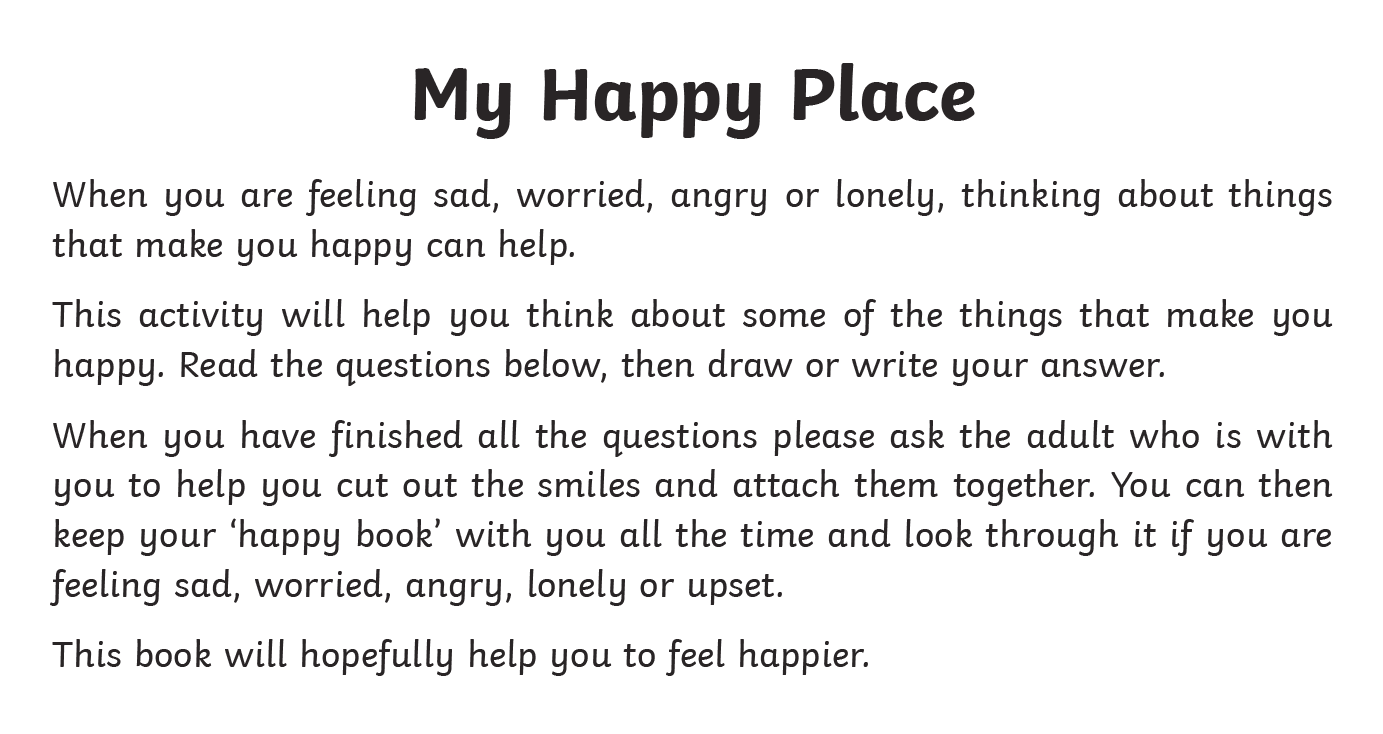 My Happy Place
When you are feeling sad, worried, angry or lonely, thinking about things
that make you happy can help.
This activity will help you think about some of the things that make you
happy. Read the questions below, then draw or write your answer.
When you have finished all the questions please ask the adult who is with
you to help you cut out the smiles and attach them together. You can then
keep your ‘happy book’ with you all the time and look through it if you are
feeling sad, worried, angry, lonely or upset.
This book will hopefully help you to feel happier.